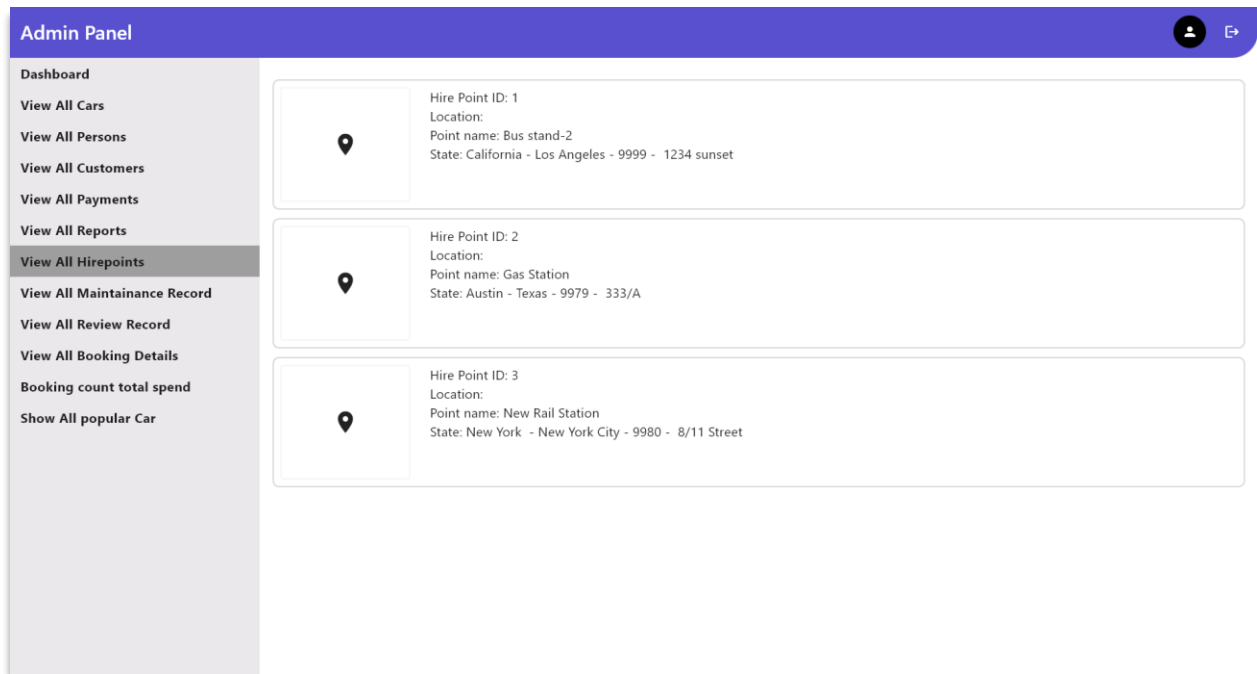 Admin Panel
Dashboard
View All Cars
View All Persons
View All Customers
View All Payments
View All Reports
View All Hirepoints
View All Maintainance Record
View All Review Record
View All Booking Details
Booking count total spend
Show All popular Car
Hire Point ID: 1
Location:
Point name: Bus stand-2
State: California - Los Angeles - 9999 -  1234 sunset
Hire Point ID: 2
Location:
Point name: Gas Station
State: Austin - Texas - 9979 -  333/A
Hire Point ID: 3
Location:
Point name: New Rail Station
State: New York  - New York City - 9980 -  8/11 Street